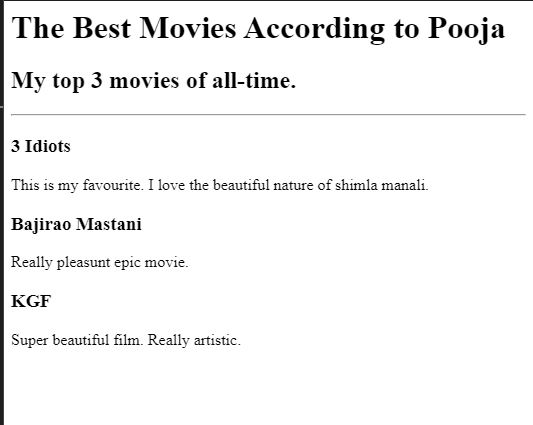 The Best Movies According to Pooja
My top 3 movies of all-time.
3 Idiots
This is my favourite. I love the beautiful nature of shimla manali.
Bajirao Mastani
Really pleasunt epic movie.
KGF
Super beautiful film. Really artistic.